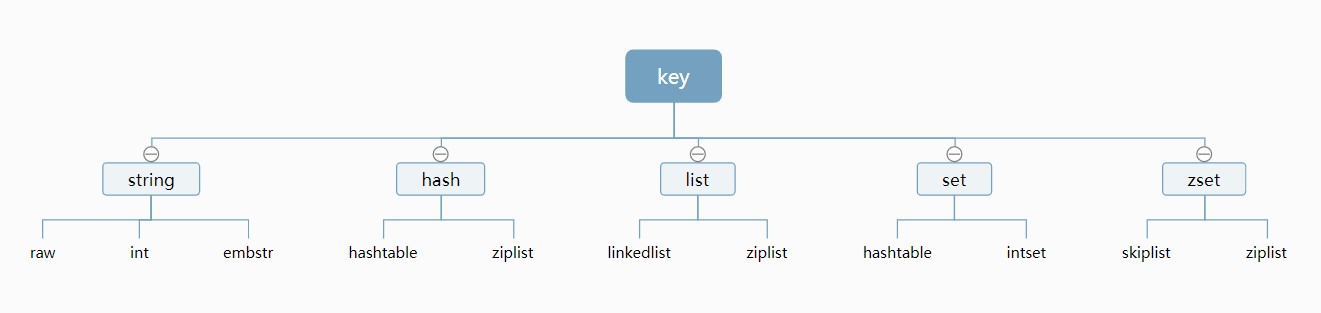 key
string
hash
list
set
zset
raw
int
embstr
hashtable
ziplist
linkedlist
ziplist
hashtable
intset
skiplist
ziplist